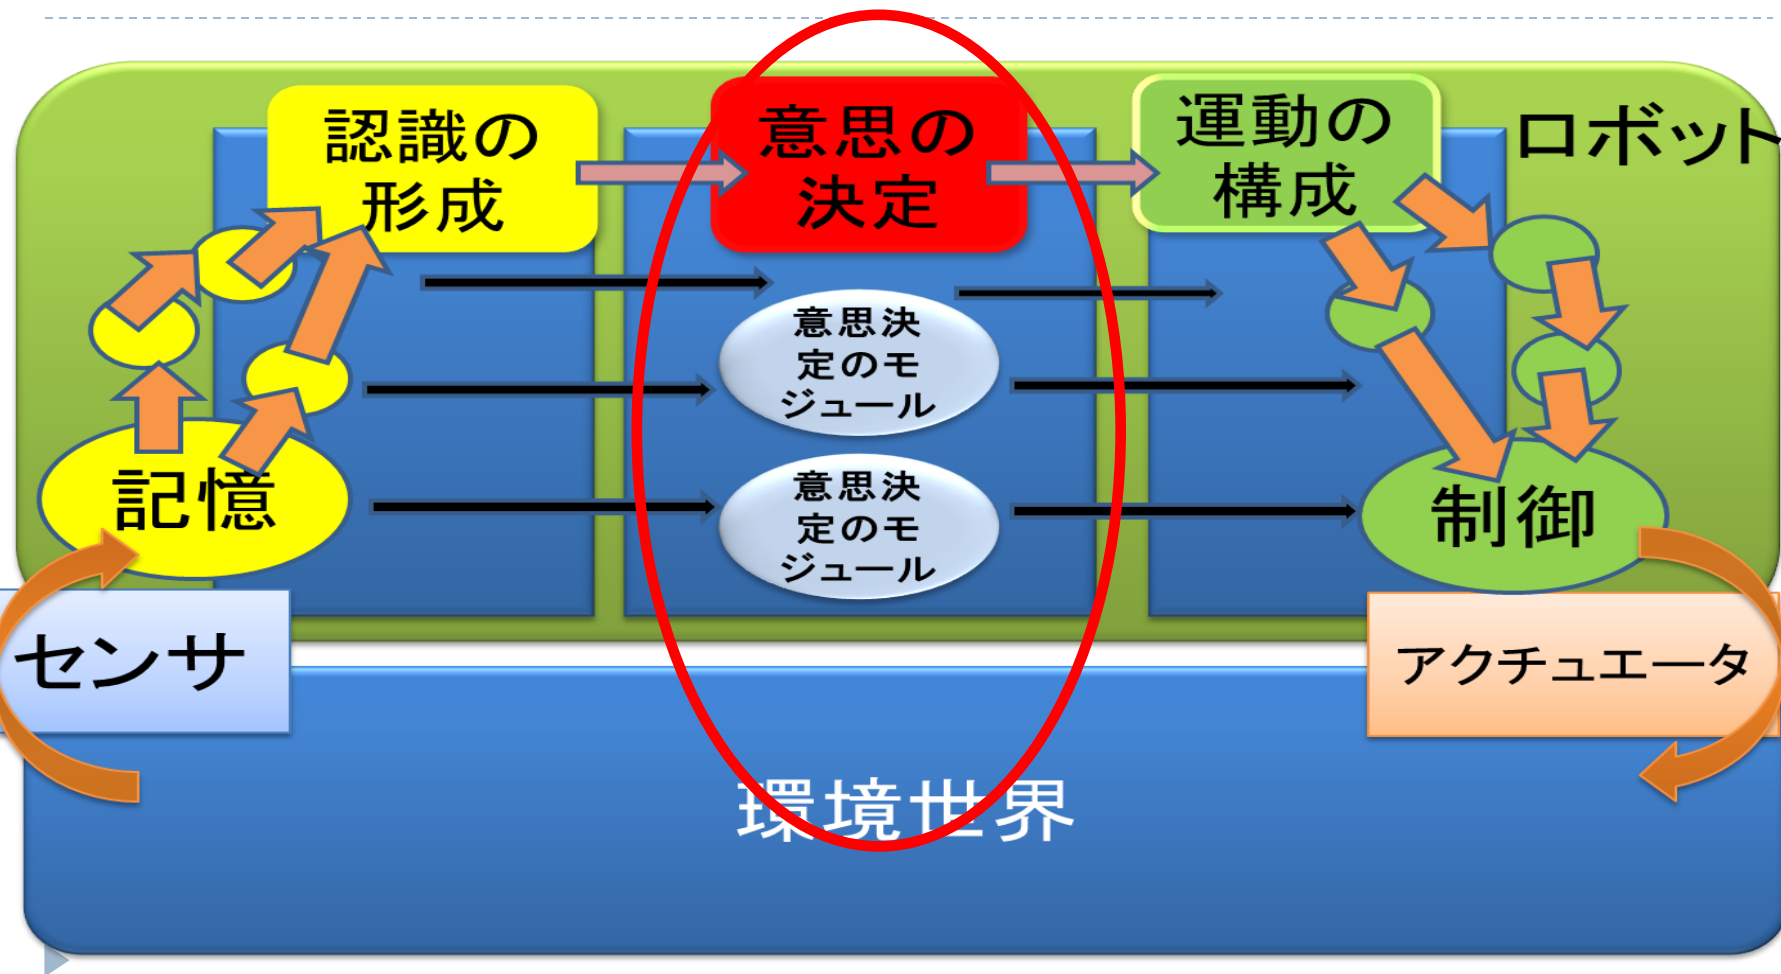 認識の
形成
意思の
決定
運動の
構成
ロボット
意思決
定のモ
ジュール
記憶
意思決
定のモ
ジュール
制御
センサ
アクチュエータ
環境世界